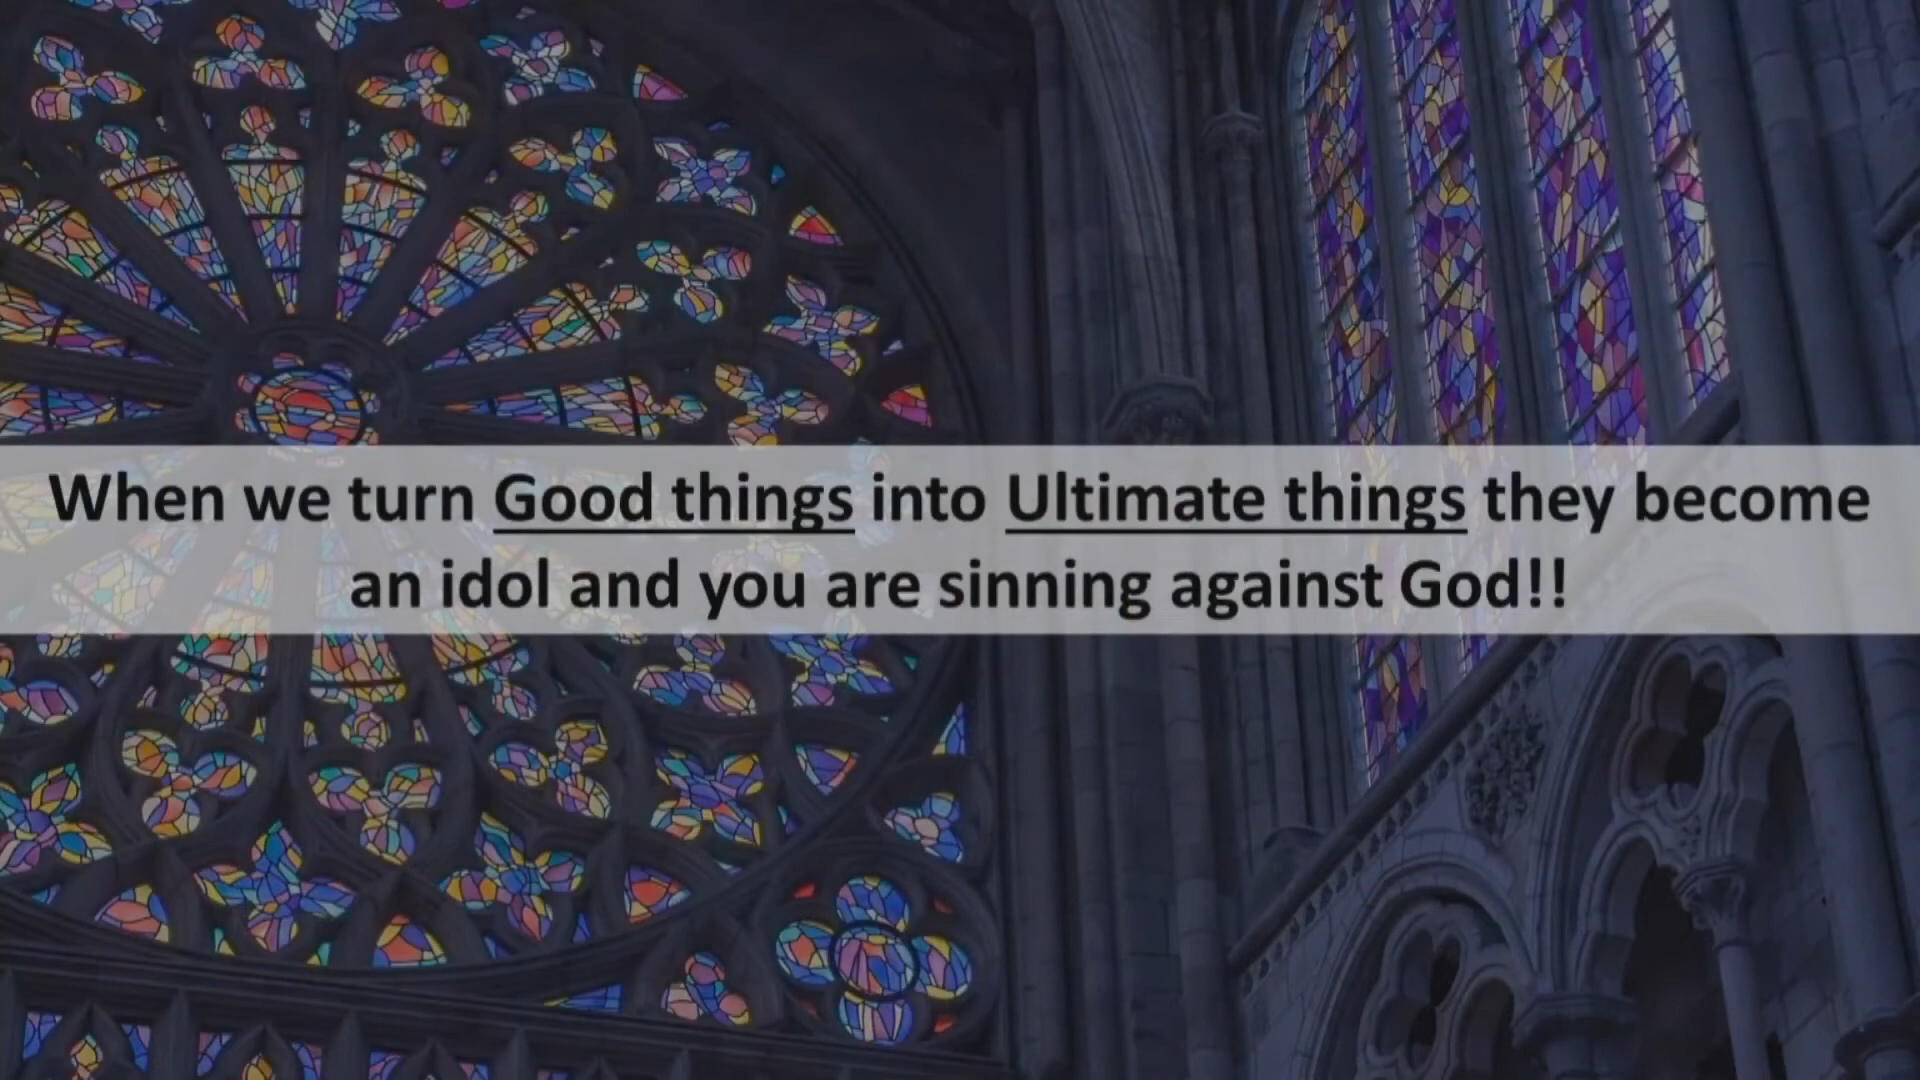 When we turn Good things into Ultimate things they become
an idol and you are sinning against God!!